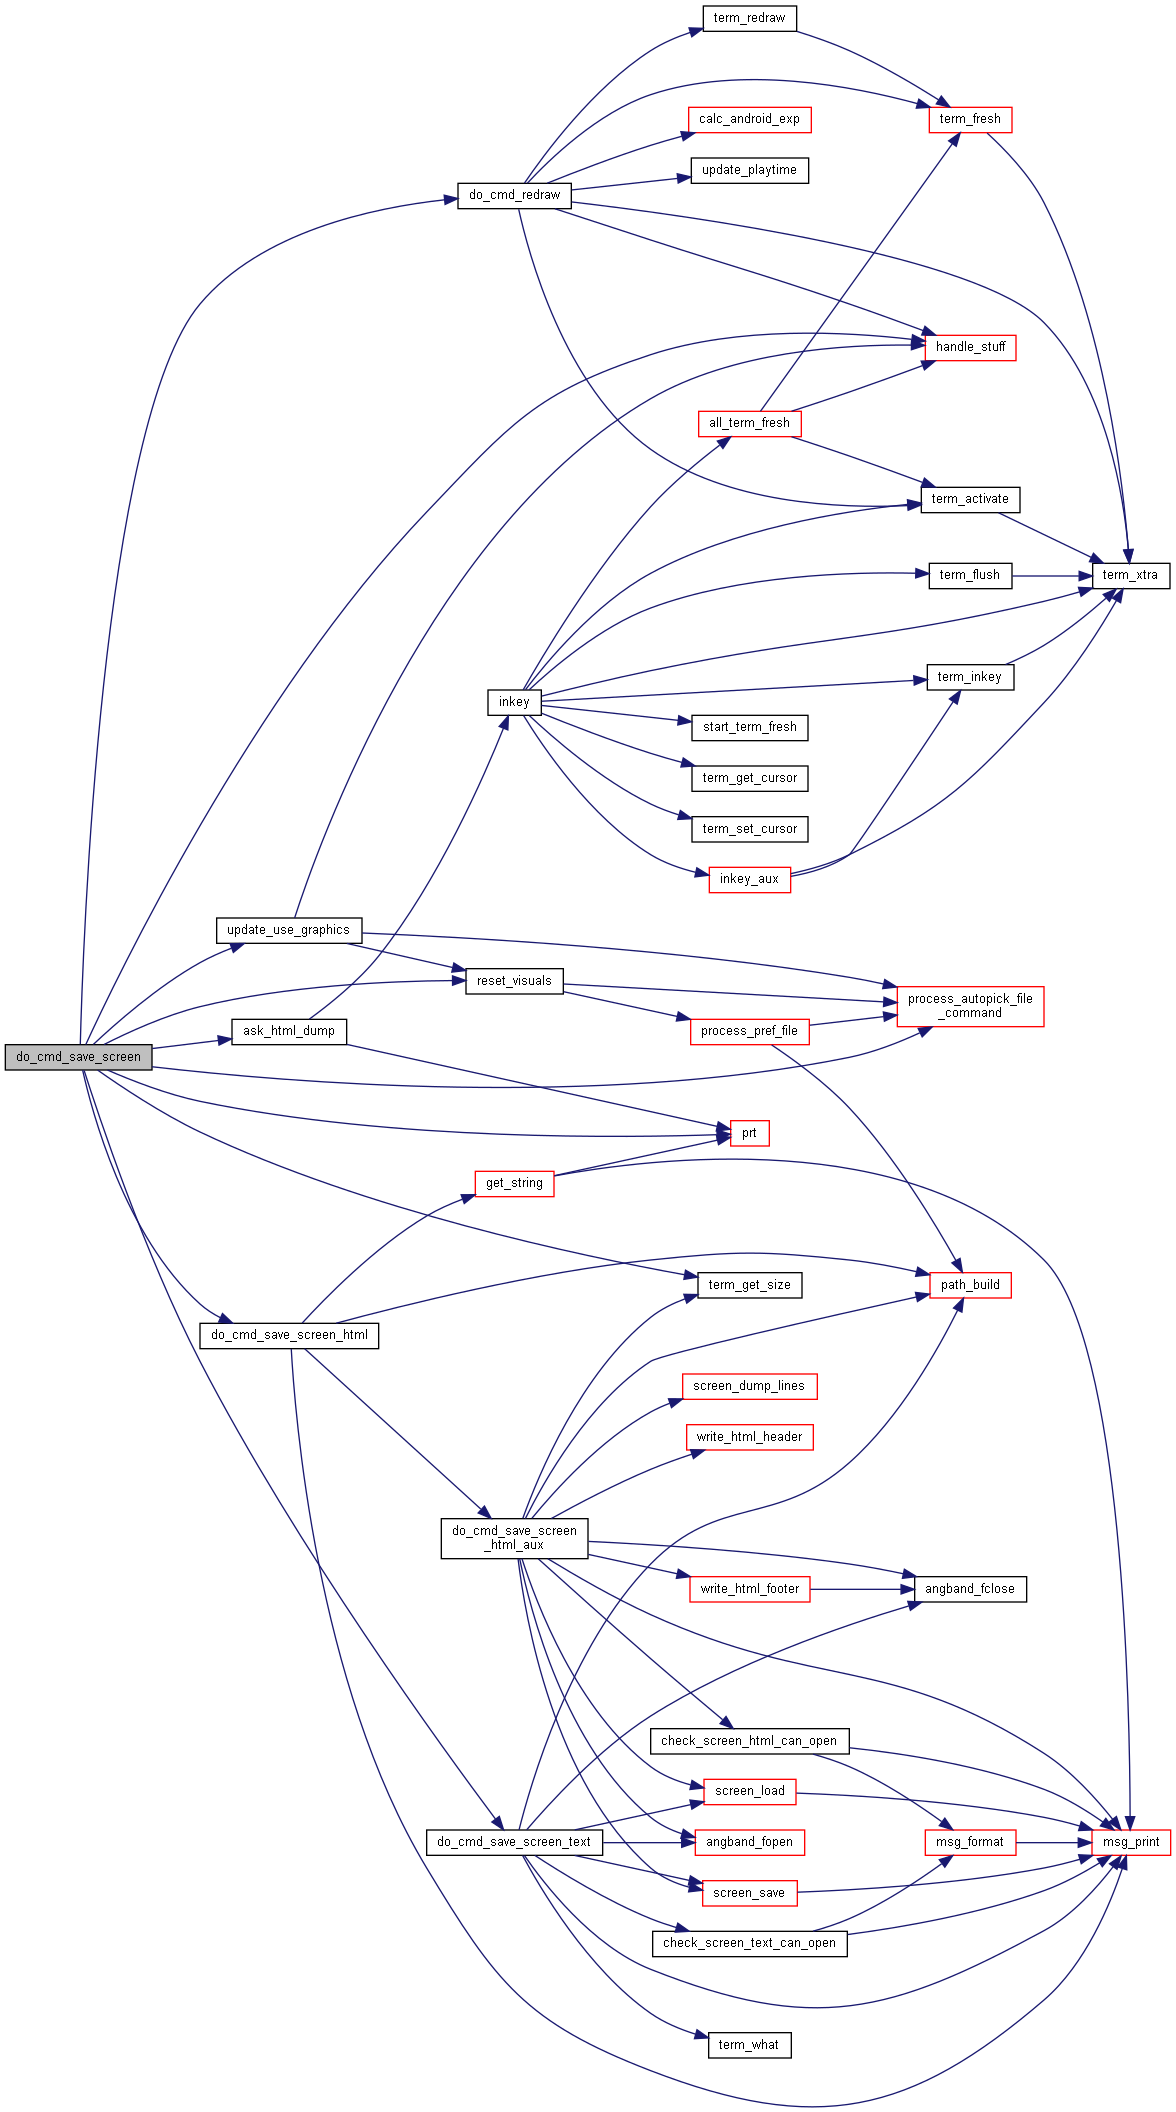 term_redraw
term_fresh
calc_android_exp
update_playtime
do_cmd_redraw
handle_stuff
all_term_fresh
term_activate
term_flush
term_xtra
term_inkey
inkey
start_term_fresh
term_get_cursor
term_set_cursor
inkey_aux
update_use_graphics
reset_visuals
process_autopick_file
_command
ask_html_dump
process_pref_file
do_cmd_save_screen
prt
get_string
term_get_size
path_build
do_cmd_save_screen_html
screen_dump_lines
write_html_header
do_cmd_save_screen
_html_aux
write_html_footer
angband_fclose
check_screen_html_can_open
screen_load
do_cmd_save_screen_text
angband_fopen
msg_format
msg_print
screen_save
check_screen_text_can_open
term_what